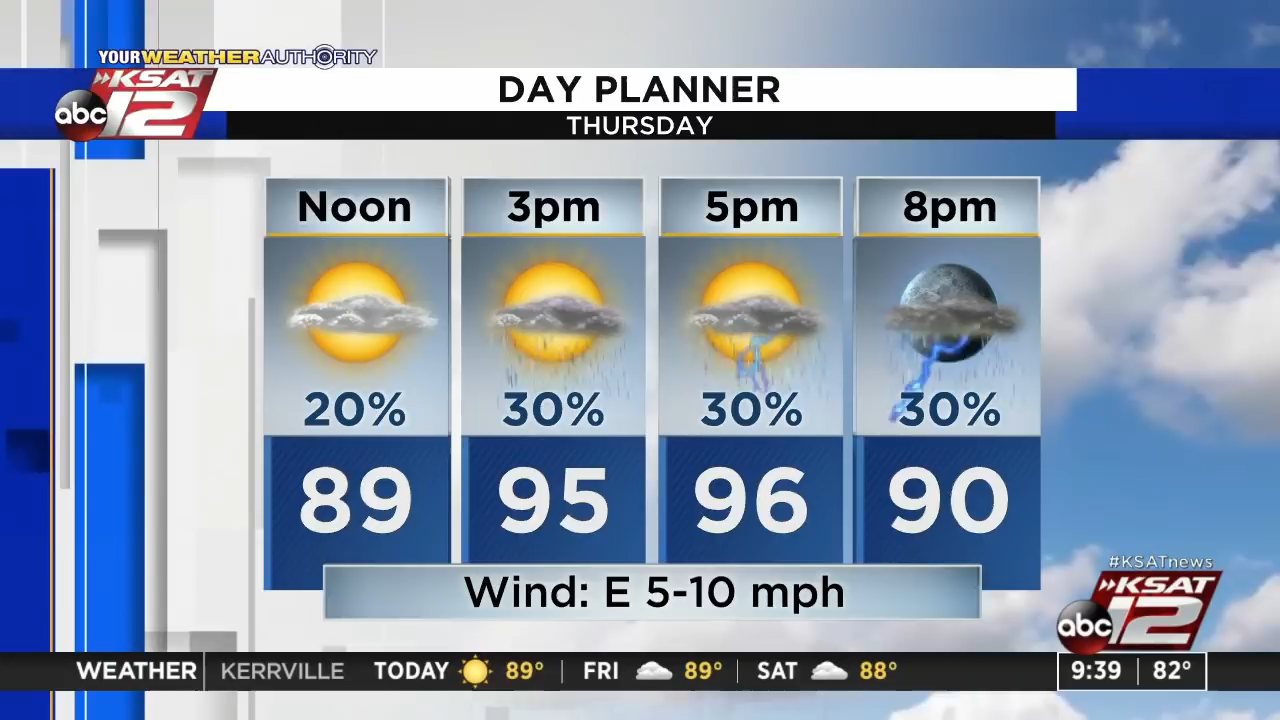 YOURWEATHERAUTHORITY
KSAT
abc 12
DAY PLANNER
THURSDAY
Noon 3pm 5pm 8pm
20% 30% 30% 30%
89 95 96 90
Wind: E 5-10 mph
#KSATnews
KSAT
abc 12
WEATHER KERRVILLE TODAY 89° FRI 89° SAT 88° 9:39 82°